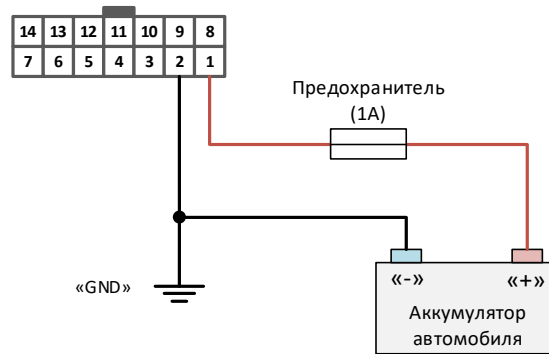 14 13 12 11 10 9 8
7 6 5 4 3 2 1
Предохранитель
(1А)
«GND»
«-» «+»
Аккумулятор
автомобиля